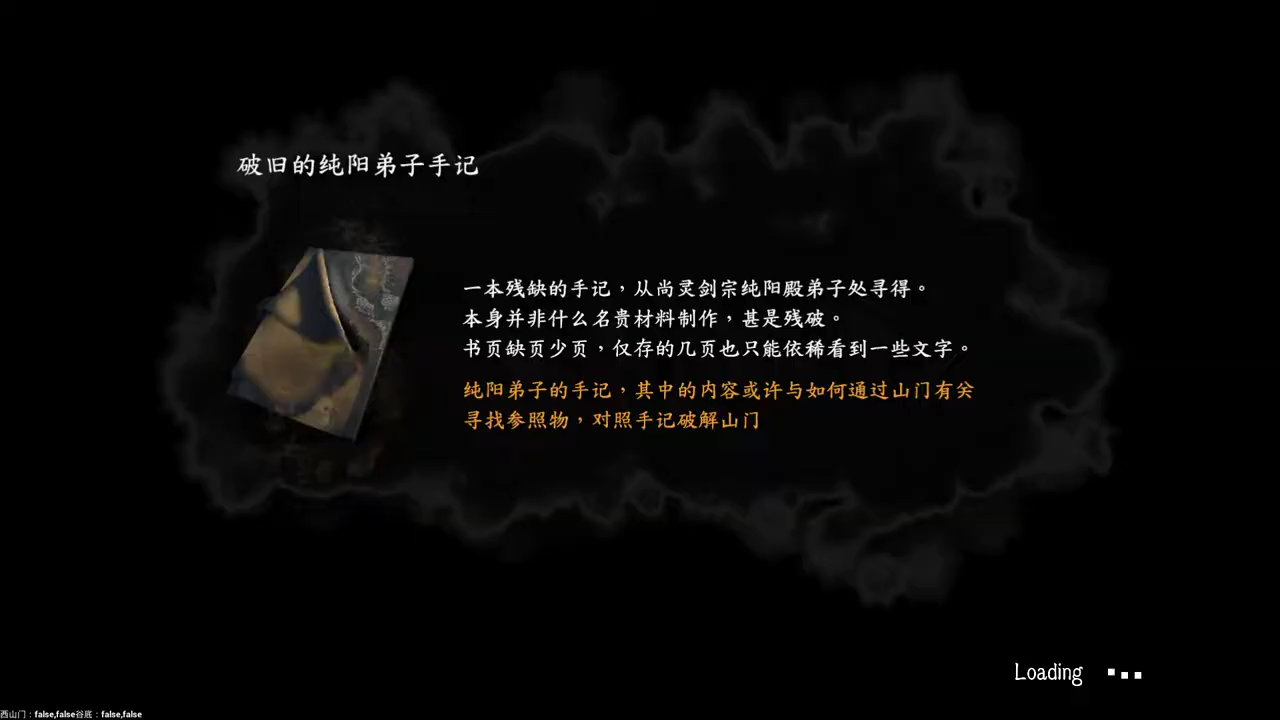 破旧的纯阳弟子手记
一本残缺的手记，从尚灵剑宗纯阳殿弟子处寻得。
本身并非什么名贵材料制作，甚是残破。
书页缺页少页，仅存的几页也只能依稀看到一些文字。
纯阳弟子的手记，其中的内容或许与如何通过山门有关
寻找参照物，对照手记破解山门
Loading
西山门：false,false谷底：false,false